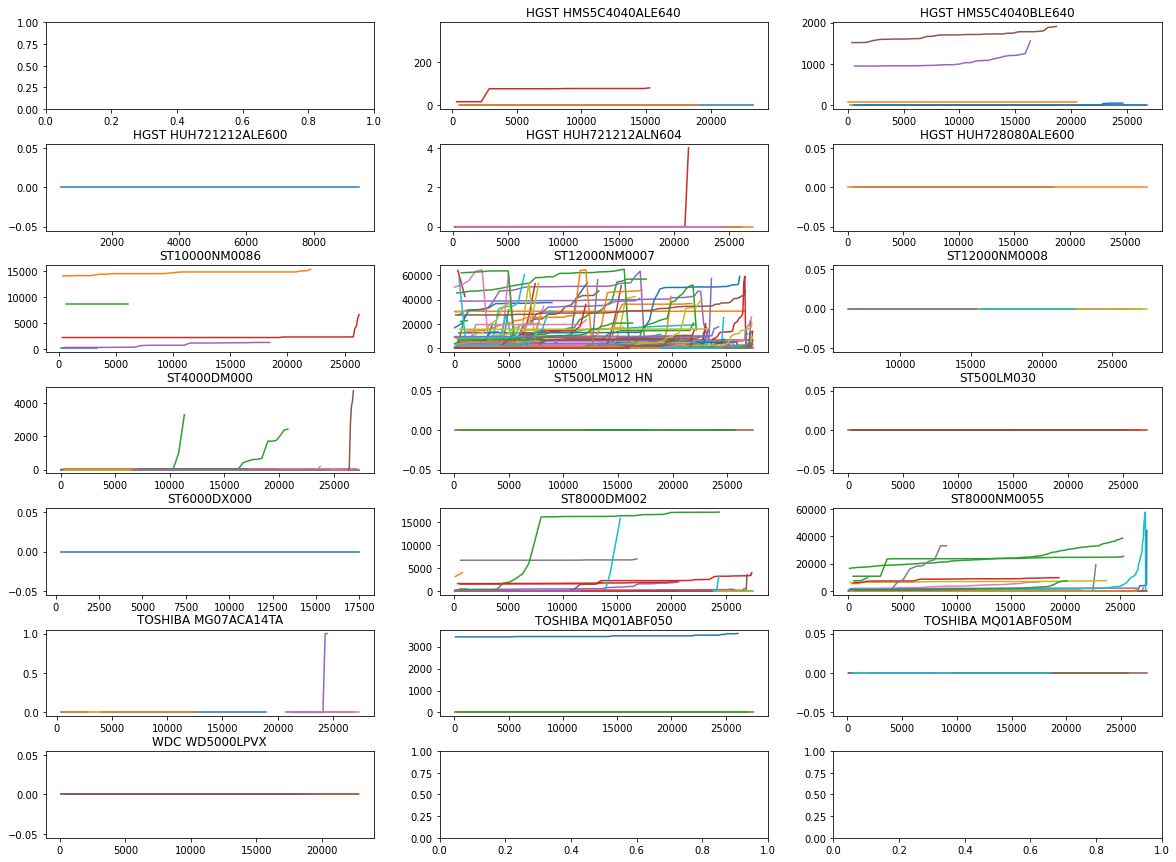 1.00
0.75
0.50
0.25
0.00
0.0 0.2 0.4 0.6 0.8 1.0
HGST HMS5C4040ALE640
200
0
0 5000 10000 15000 20000
HGST HMS5C4040BLE640
2000
1000
0
0 5000 10000 15000 20000 25000
HGST HUH721212ALE600
0.05
0.00
−0.05
2000 4000 6000 8000
HGST HUH721212ALN604
4
2
0
0 5000 10000 15000 20000 25000
HGST HUH728080ALE600
0.05
0.00
−0.05
0 5000 10000 15000 20000 25000
ST10000NM0086
15000
10000
5000
0
0 5000 10000 15000 20000 25000
ST12000NM0007
60000
40000
20000
0
0 5000 10000 15000 20000 25000
ST12000NM0008
0.05
0.00
−0.05
10000 15000 20000 25000
ST4000DM000
4000
2000
0
0 5000 10000 15000 20000 25000
ST500LM012 HN
0.05
0.00
−0.05
0 5000 10000 15000 20000 25000
ST500LM030
0.05
0.00
−0.05
0 5000 10000 15000 20000 25000
ST6000DX000
0.05
0.00
−0.05
0 2500 5000 7500 10000 12500 15000 17500
ST8000DM002
15000
10000
5000
0
0 5000 10000 15000 20000 25000
ST8000NM0055
60000
40000
20000
0
0 5000 10000 15000 20000 25000
TOSHIBA MG07ACA14TA
1.0
0.5
0.0
0 5000 10000 15000 20000 25000
TOSHIBA MQ01ABF050
3000
2000
1000
0
0 5000 10000 15000 20000 25000
TOSHIBA MQ01ABF050M
0.05
0.00
−0.05
0 5000 10000 15000 20000 25000
WDC WD5000LPVX
0.05
0.00
−0.05
0 5000 10000 15000 20000
1.00
0.75
0.50
0.25
0.00
0.0 0.2 0.4 0.6 0.8 1.0
1.00
0.75
0.50
0.25
0.00
0.0 0.2 0.4 0.6 0.8 1.0